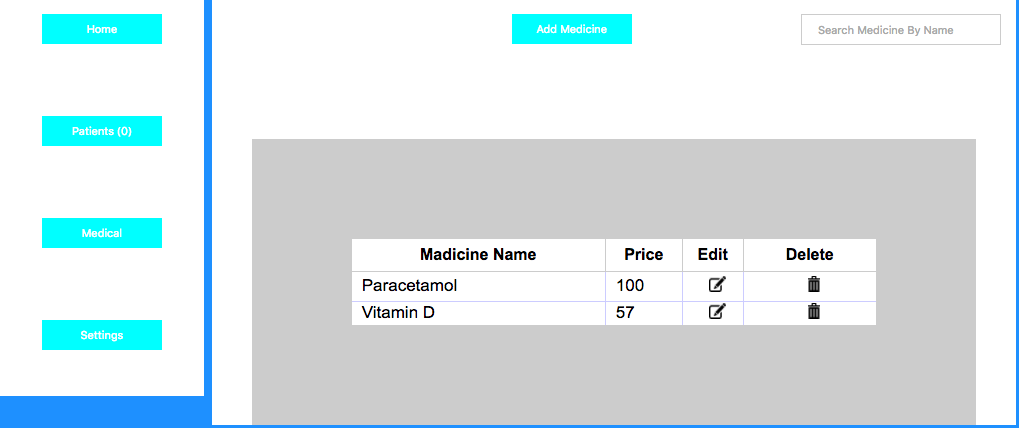 Home
Patients (0)
Medical
Settings
Add Medicine
Search Medicine By Name
Madicine Name Price Edit Delete
Paracetamol 100
Vitamin D 57